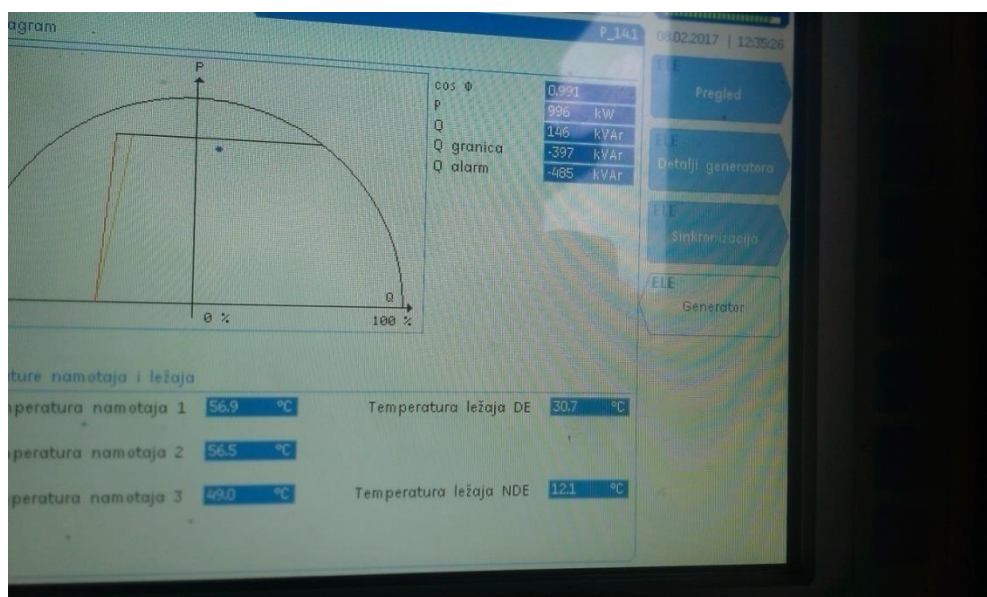 agram
P_14.1
08.02.2017 | 12:35:26
P
Q
0 %
100 %
cos Φ 0.991
P 996 kW
Q 146 kVAr
Q granica -397 kVAr
Q alarm -485 kVAr
ELE
Pregled
ELE
Detalji generatora
ELE
Sinkronizacija
ELE
Generator
ture namotaja i ležaja
peratura namotaja 1 56.9 °C
Temperatura ležaja DE 30.7 °C
peratura namotaja 2 56.5 °C
peratura namotaja 3 49.0 °C
Temperatura ležaja NDE 12.1 °C